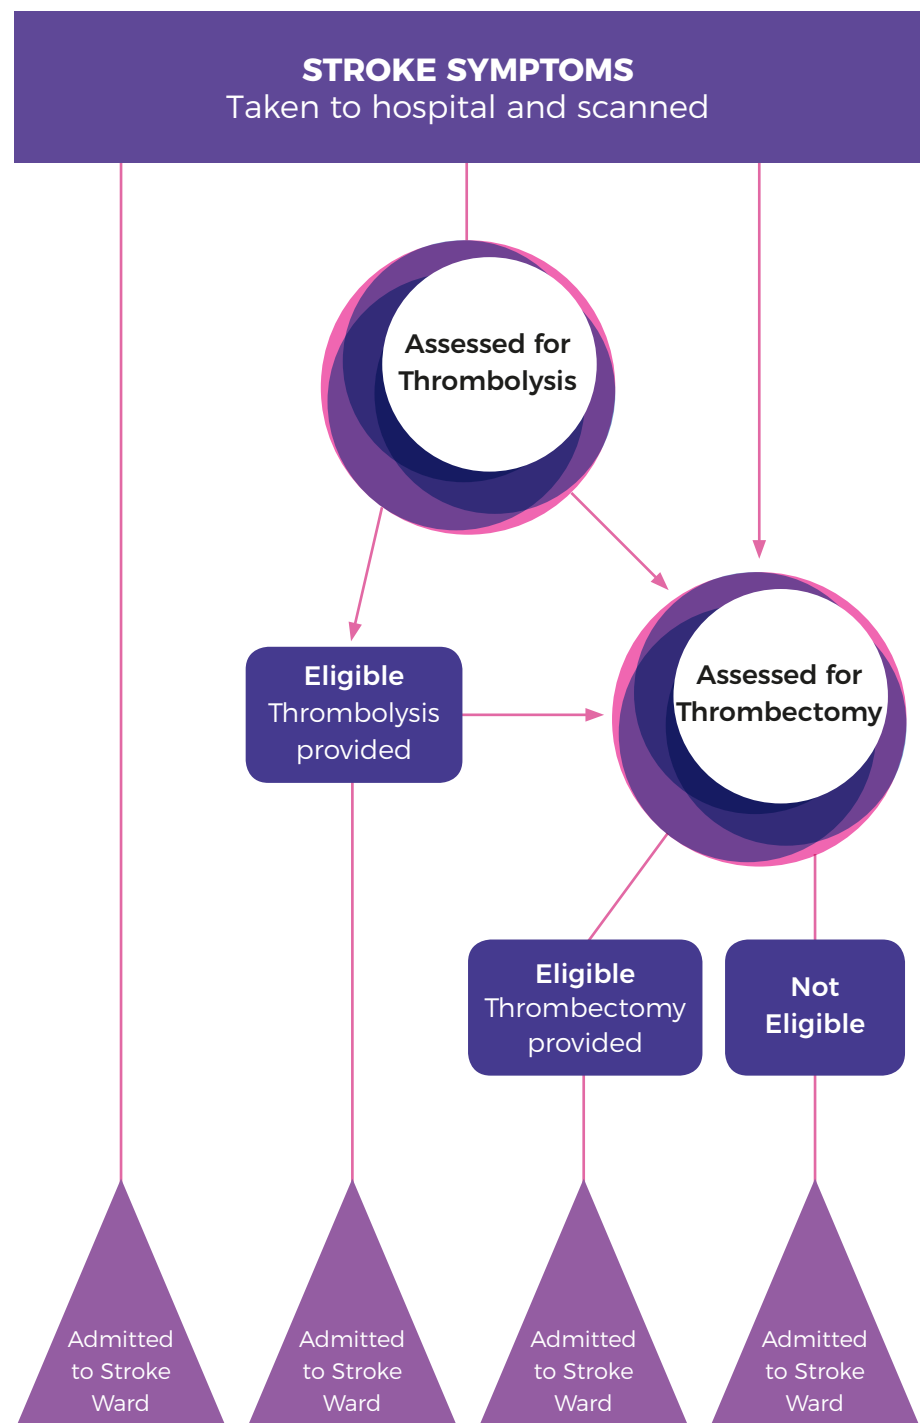 STROKE SYMPTOMS
Taken to hospital and scanned
Assessed for
Thrombolysis
Eligible
Thrombolysis
provided
Assessed for
Thrombectomy
Eligible
Thrombectomy
provided
Not
Eligible
Admitted
to Stroke
Ward
Admitted
to Stroke
Ward
Admitted
to Stroke
Ward
Admitted
to Stroke
Ward